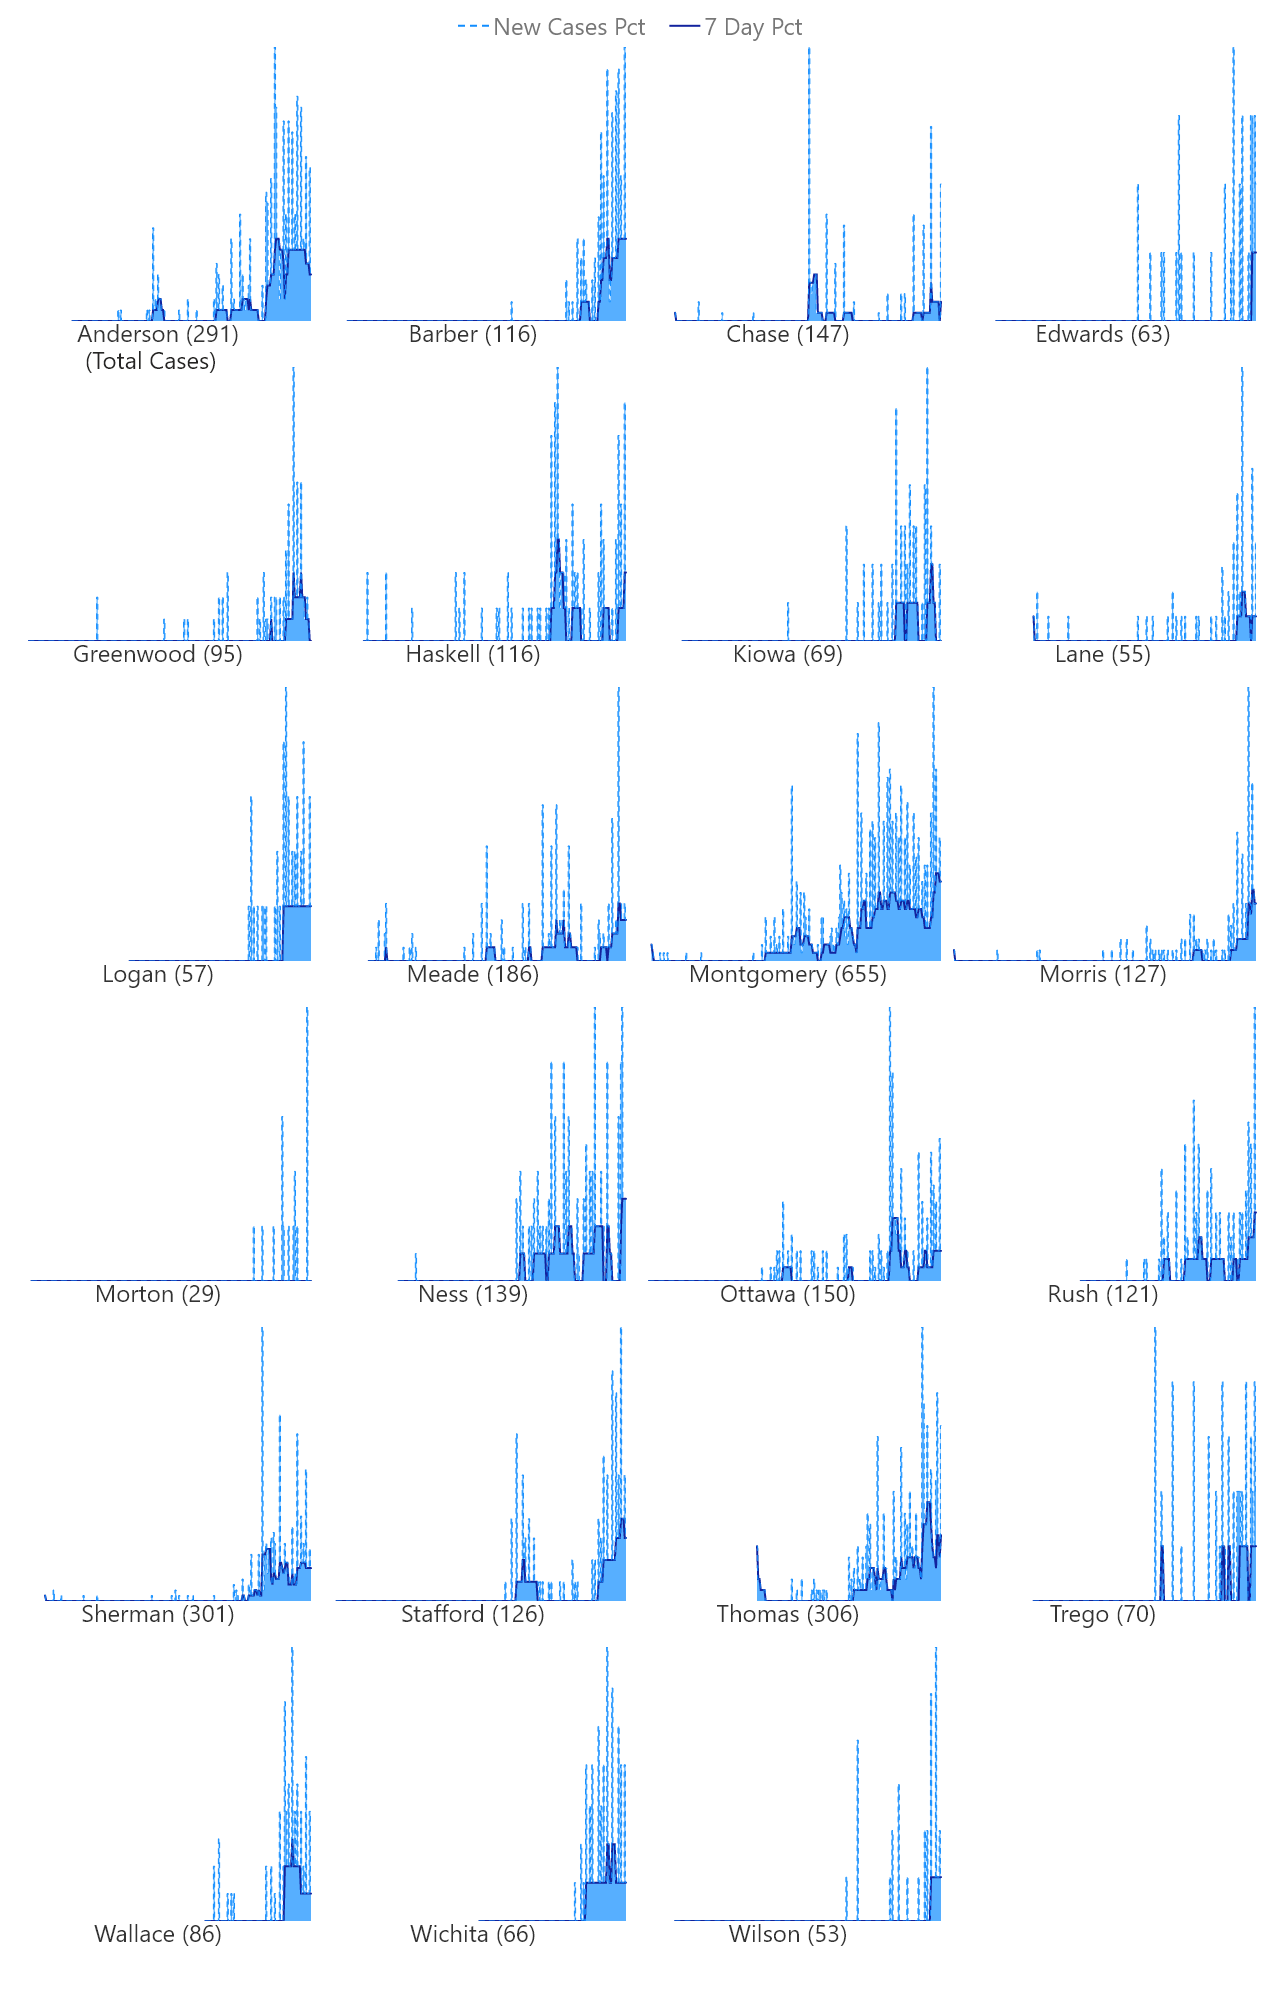 New Cases Pct 7 Day Pct
Anderson (291) Barber (116) Chase (147) Edwards (63)
(Total Cases)
Greenwood (95) Haskell (116) Kiowa (69) Lane (55)
Logan (57) Meade (186) Montgomery (655) Morris (127)
Morton (29) Ness (139) Ottawa (150) Rush (121)
Sherman (301) Stafford (126) Thomas (306) Trego (70)
Wallace (86) Wichita (66) Wilson (53)